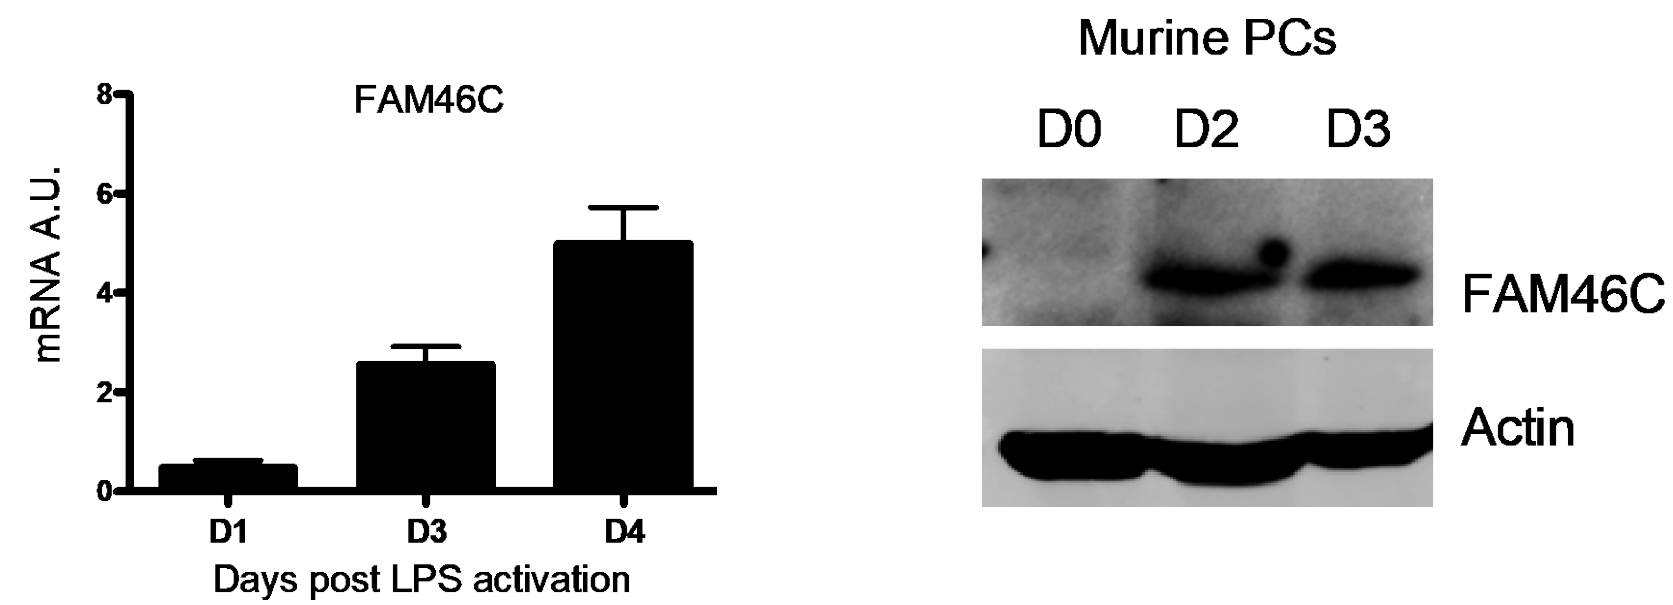 FAM46C
8
6
4
2
0
mRNA A.U.
D1 D3 D4
Days post LPS activation
Murine PCs
D0 D2 D3
FAM46C
Actin